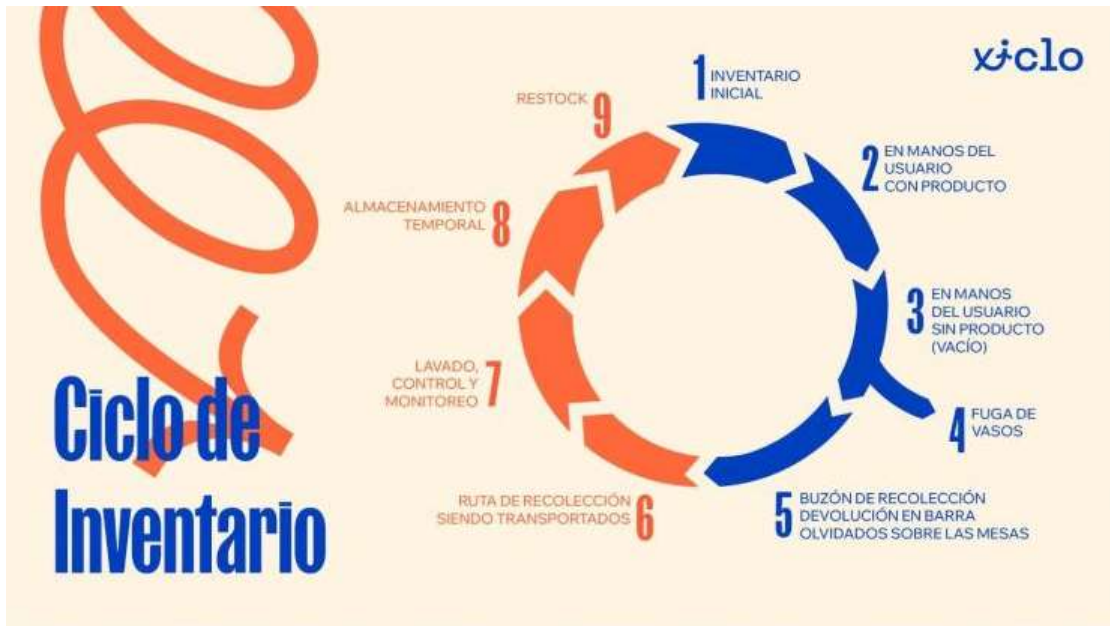 xiclo
1 INVENTARIO
INICIAL
2 EN MANOS DEL
USUARIO
CON PRODUCTO
3 EN MANOS
DEL USUARIO
SIN PRODUCTO
(VACÍO)
4 FUGA DE
VASOS
5 BUZÓN DE RECOLECCIÓN
DEVOLUCIÓN EN BARRA
OLVIDADOS SOBRE LAS MESAS
RUTA DE RECOLECCIÓN
SIENDO TRANSPORTADOS 6
LAVADO,
CONTROL Y
MONITOREO 7
ALMACENAMIENTO
TEMPORAL 8
RESTOCK 9
Ciclo de
Inventario